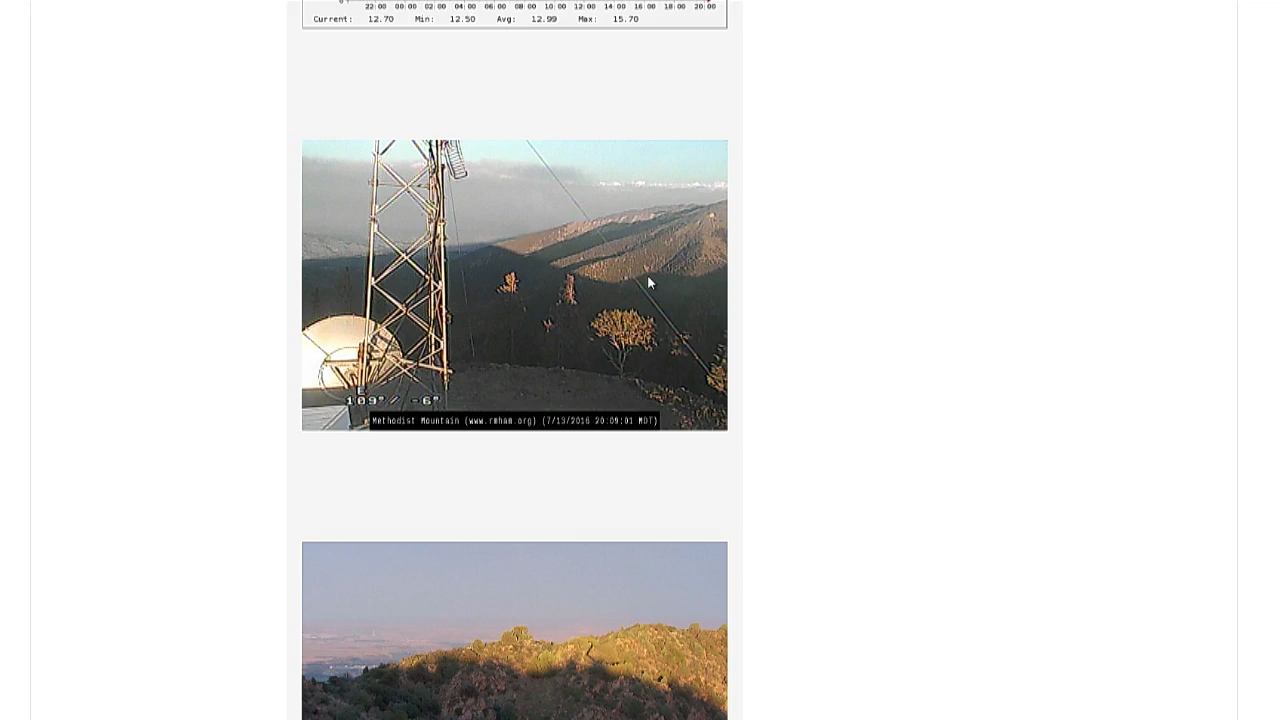 22:00 00:00 02:00 04:00 06:00 08:00 10:00 12:00 14:00 16:00 18:00 20:00
Current: 12.70 Min: 12.50 Avg: 12.99 Max: 15.70
109°/ -6°
Methodist Mountain (www.rmham.org) (7/13/2016 20:09:01 MDT)